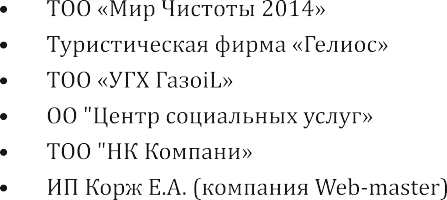 • ТОО «Мир Чистоты 2014»
• Туристическая фирма «Гелиос»
• ТОО «УГХ ГазоiL»
• ОО "Центр социальных услуг»
• ТОО "НК Компани»
• ИП Корж Е.А. (компания Web-master)